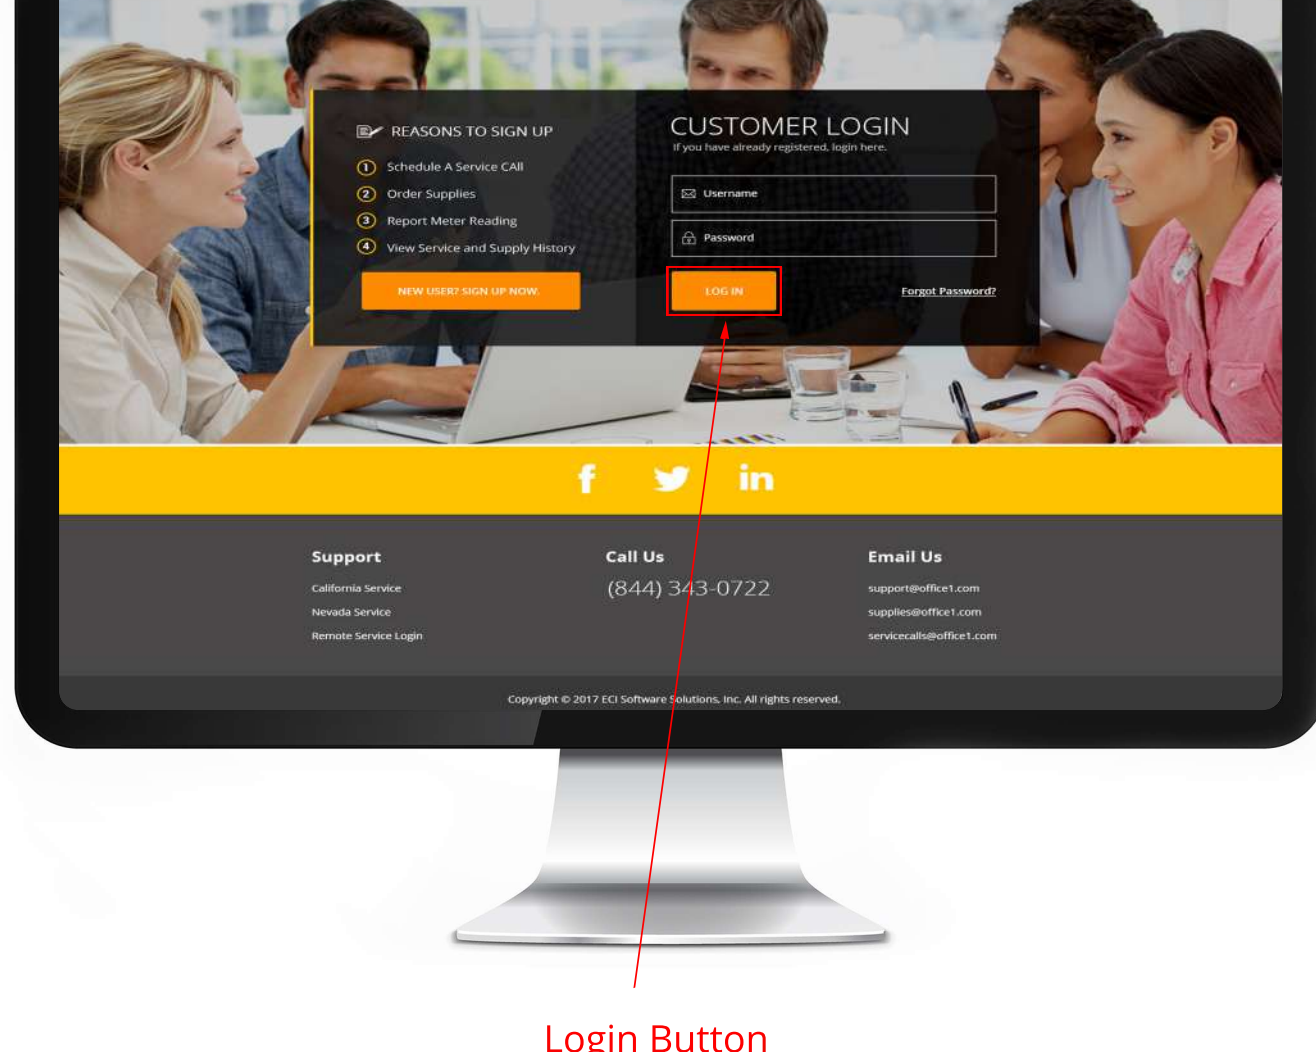 REASONS TO SIGN UP
1 Schedule A Service CAll
2 Order Supplies
3 Report Meter Reading
4 View Service and Supply History
NEW USER? SIGN UP NOW.
CUSTOMER LOGIN
If you have already registered, login here.
Username
Password
LOG IN
Forgot Password?
f
in
Support
California Service
Nevada Service
Remote Service Login
Call Us
(844) 343-0722
Email Us
support@office1.com
supplies@office1.com
servicecalls@office1.com
Copyright © 2017 ECI Software Solutions, Inc. All rights reserved.
Login Button